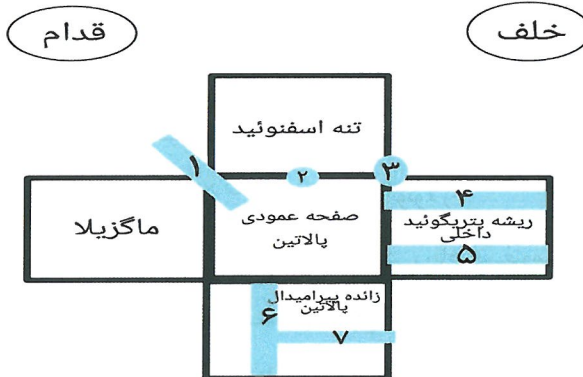 خلف
قدام
تنه اسفنوئید
۱
۲
۳
۴
ریشه پتریگوئید
داخلی
۵
صفحه عمودی
پالاتین
ماگزیلا
زائده پیرامیدال
پالاتین
۶
۷